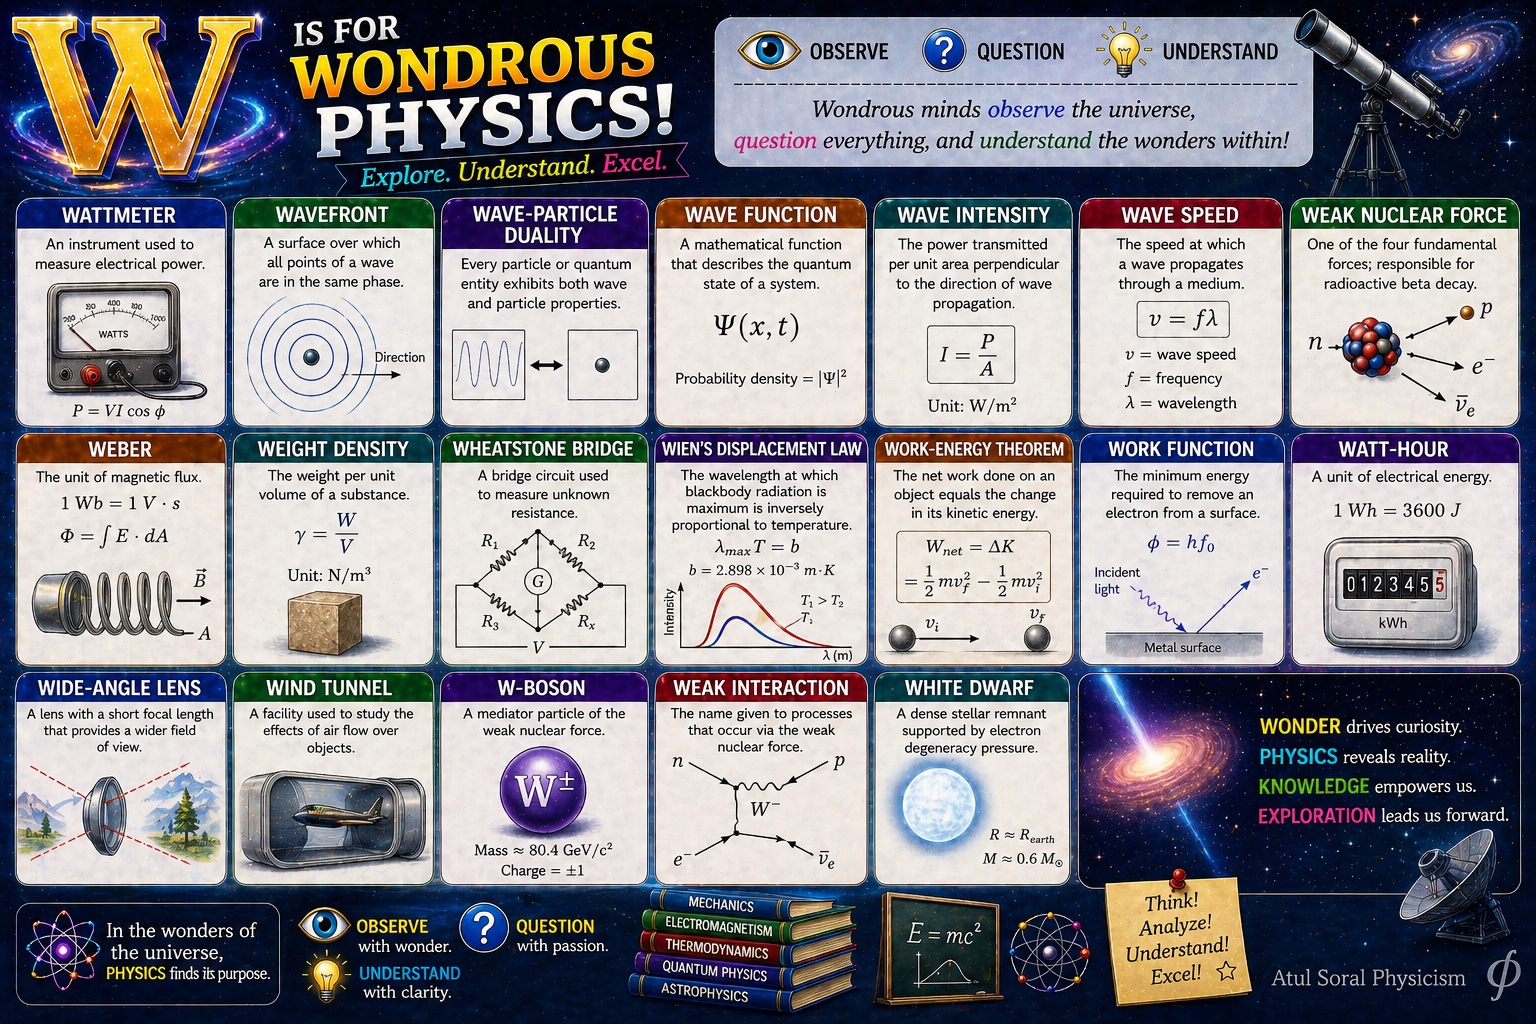 W
IS FOR
WONDROUS
PHYSICS!
Explore. Understand. Excel.
OBSERVE
QUESTION
UNDERSTAND
Wondrous minds observe the universe,
question everything, and understand the wonders within!
WATTMETER
An instrument used to
measure electrical power.
WATTS
P = VI cos ϕ
WAVEFRONT
A surface over which
all points of a wave
are in the same phase.
Direction
WAVE-PARTICLE
DUALITY
Every particle or quantum
entity exhibits both wave
and particle properties.
WAVE FUNCTION
A mathematical function
that describes the quantum
state of a system.
Ψ(x, t)
Probability density = |Ψ|²
WAVE INTENSITY
The power transmitted
per unit area perpendicular
to the direction of wave
propagation.
I = P/A
Unit: W/m²
WAVE SPEED
The speed at which
a wave propagates
through a medium.
v = fλ
v = wave speed
f = frequency
λ = wavelength
WEAK NUCLEAR FORCE
One of the four fundamental
forces; responsible for
radioactive beta decay.
n
p
e⁻
ν̄ₑ
WEBER
The unit of magnetic flux.
1 Wb = 1 V · s
Φ = ∫ E · dA
B⃗
A
WEIGHT DENSITY
The weight per unit
volume of a substance.
γ = W/V
Unit: N/m³
WHEATSTONE BRIDGE
A bridge circuit used
to measure unknown
resistance.
R₁
R₂
G
R₃
Rₓ
V
WIEN'S DISPLACEMENT LAW
The wavelength at which
blackbody radiation is
maximum is inversely
proportional to temperature.
λmax T = b
b = 2.898 × 10⁻³ m·K
Intensity
T₁ > T₂
λ (m)
WORK-ENERGY THEOREM
The net work done on an
object equals the change
in its kinetic energy.
Wnet = ΔK
= 1/2 mv_f² − 1/2 mv_i²
v_i
v_f
WORK FUNCTION
The minimum energy
required to remove an
electron from a surface.
ϕ = hf₀
Incident
light
e⁻
Metal surface
WATT-HOUR
A unit of electrical energy.
1 Wh = 3600 J
0 1 2 3 4 5 5
kWh
WIDE-ANGLE LENS
A lens with a short focal length
that provides a wider field
of view.
WIND TUNNEL
A facility used to study the
effects of air flow over
objects.
W-BOSON
A mediator particle of the
weak nuclear force.
W±
Mass ≈ 80.4 GeV/c²
Charge = ±1
WEAK INTERACTION
The name given to processes
that occur via the weak
nuclear force.
n
p
W⁻
e⁻
ν̄ₑ
WHITE DWARF
A dense stellar remnant
supported by electron
degeneracy pressure.
R ≈ Rearth
M ≈ 0.6 M⊙
WONDER drives curiosity.
PHYSICS reveals reality.
KNOWLEDGE empowers us.
EXPLORATION leads us forward.
In the wonders of
the universe,
PHYSICS finds its purpose.
OBSERVE
with wonder.
QUESTION
with passion.
UNDERSTAND
with clarity.
MECHANICS
ELECTROMAGNETISM
THERMODYNAMICS
QUANTUM PHYSICS
ASTROPHYSICS
E = mc²
Think!
Analyze!
Understand!
Excel!
Atul Soral Physicism